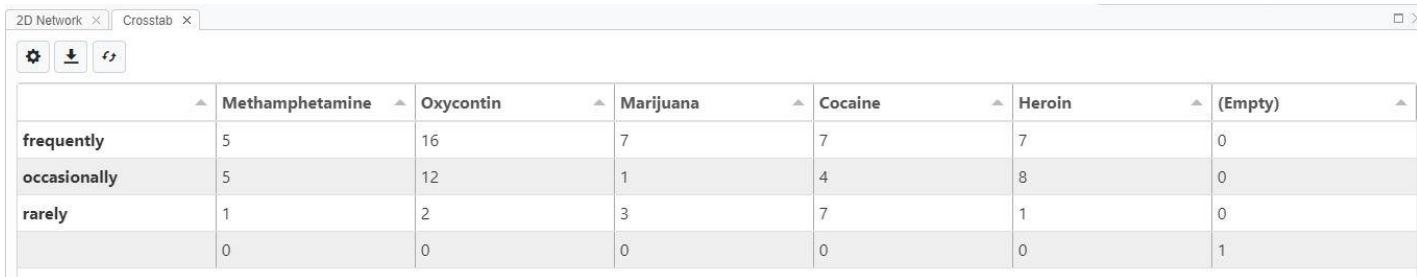 2D Network × Crosstab ×
Methamphetamine Oxycontin Marijuana Cocaine Heroin (Empty)
frequently 5 16 7 7 7 0
occasionally 5 12 1 4 8 0
rarely 1 2 3 7 1 0
0 0 0 0 0 1